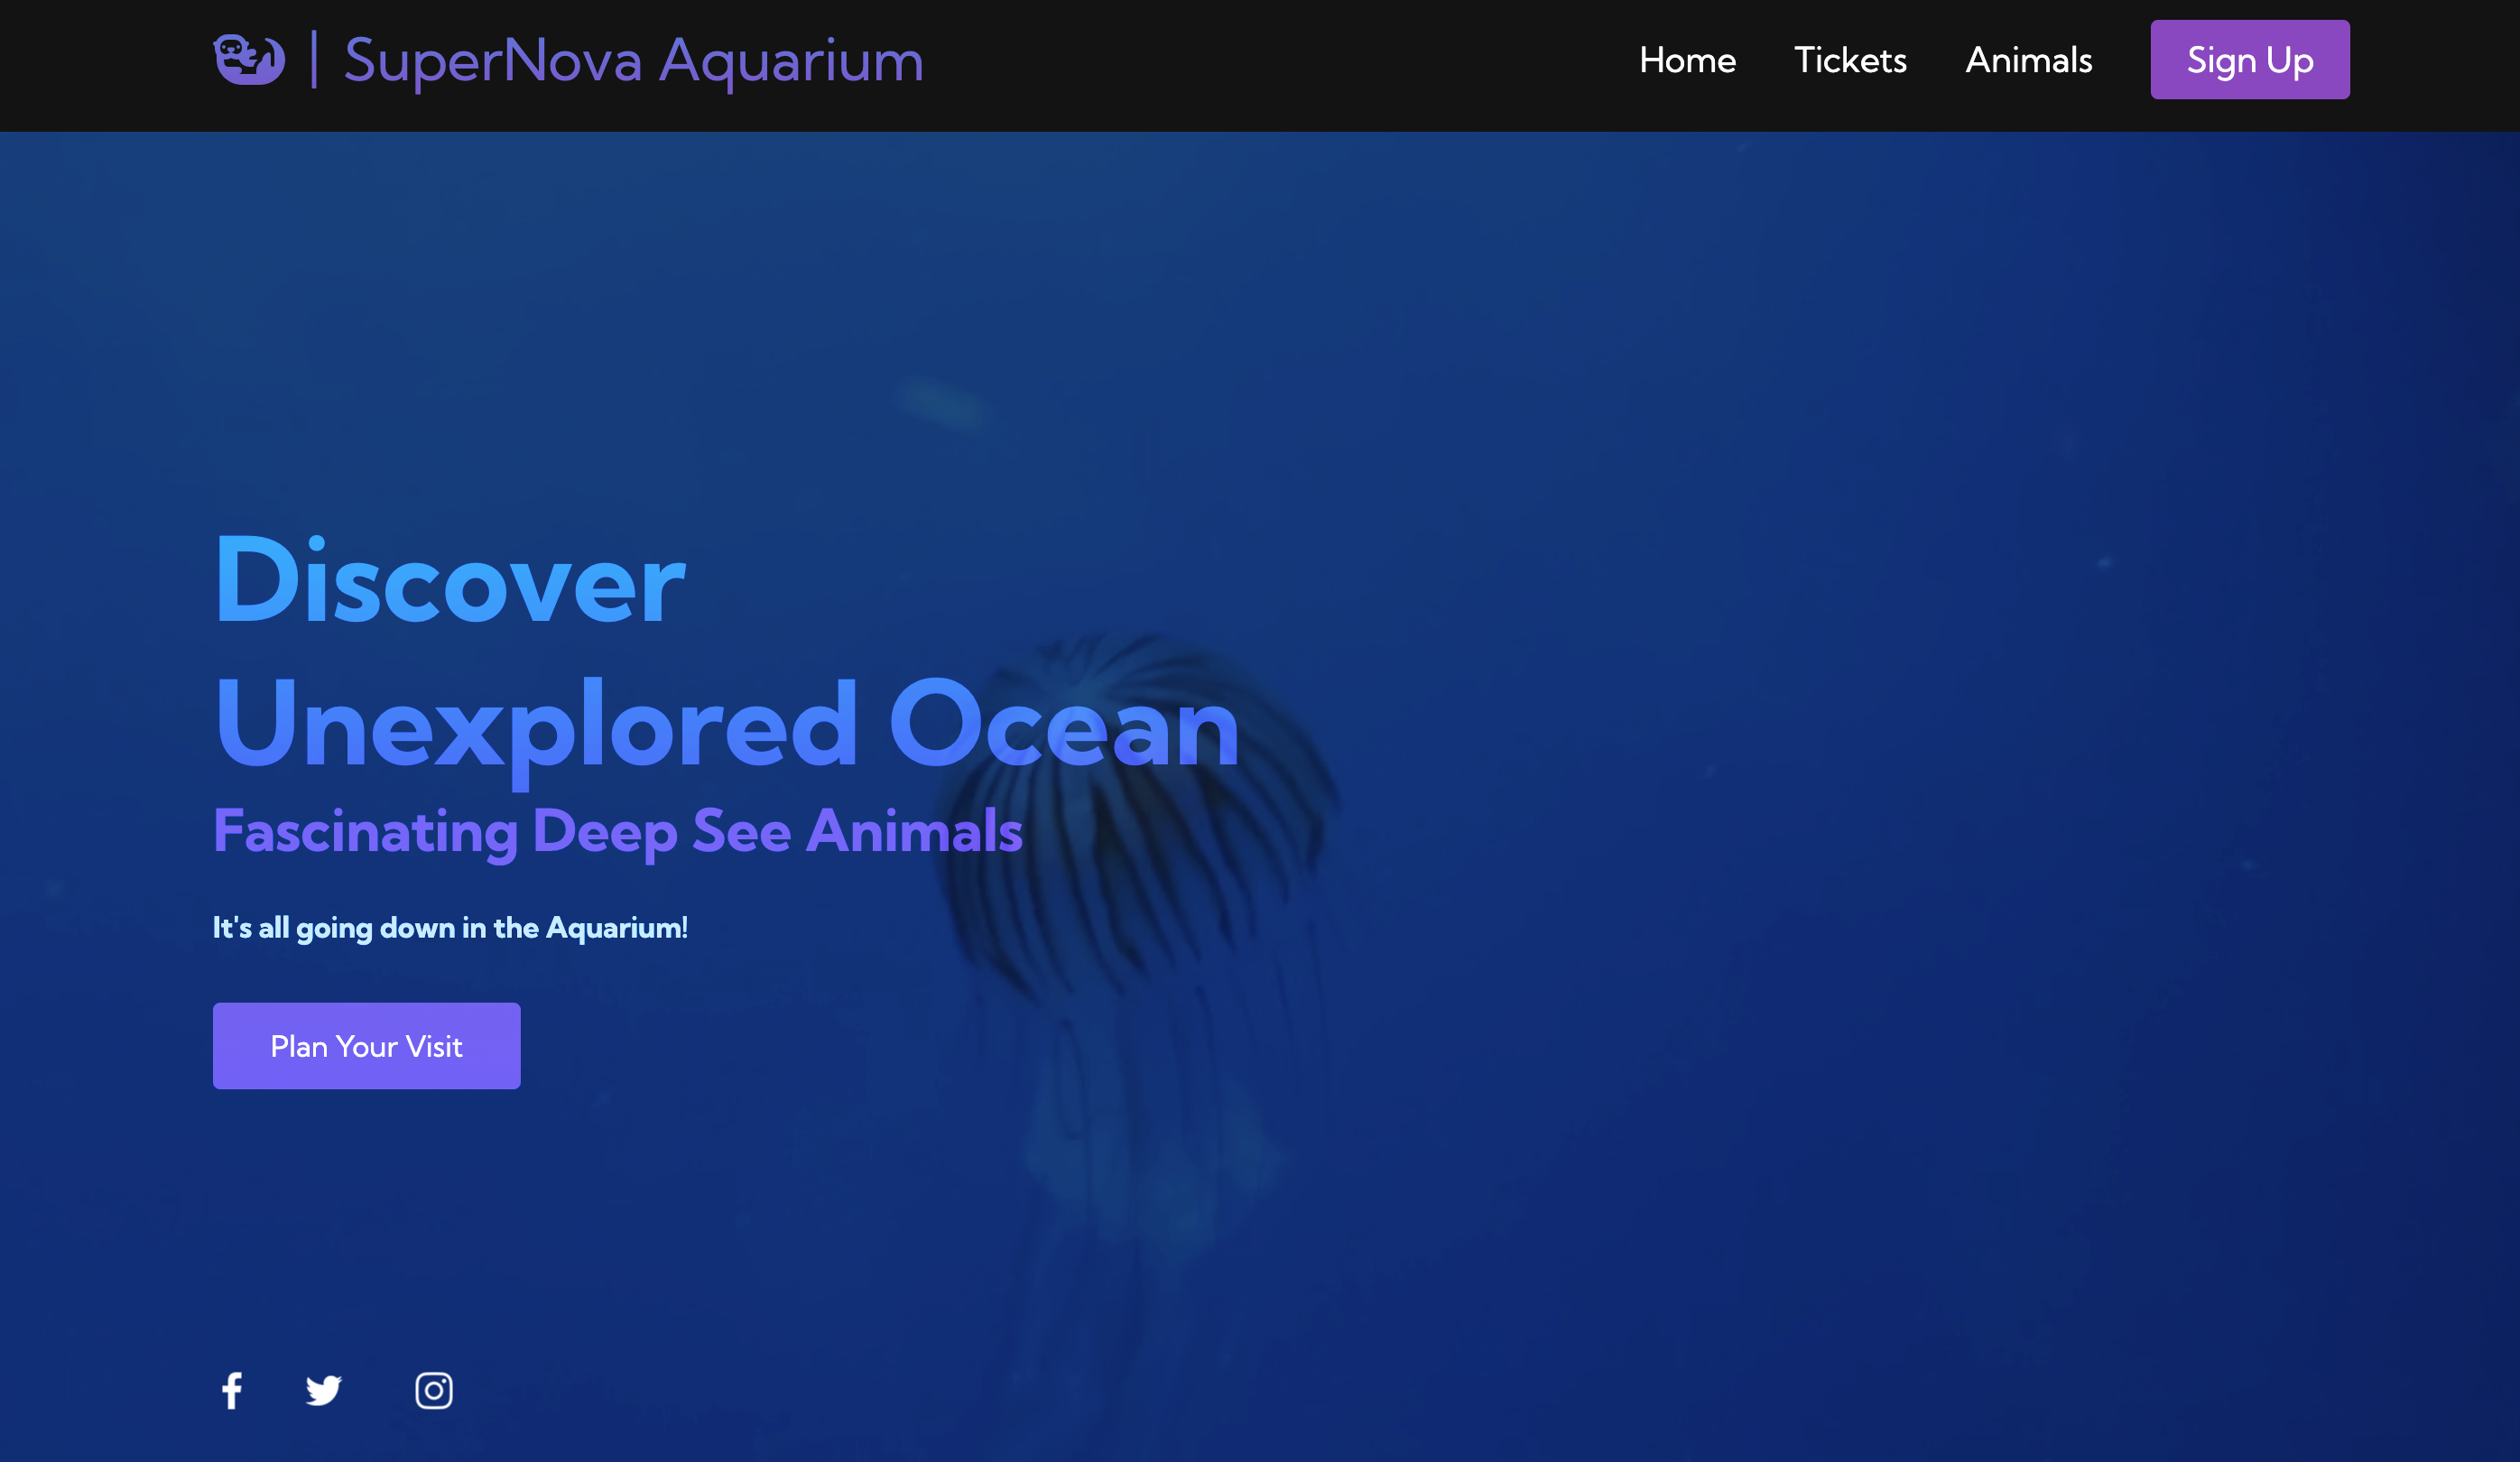 SuperNova Aquarium
Home
Tickets
Animals
Sign Up
Discover
Unexplored Ocean
Fascinating Deep See Animals
It's all going down in the Aquarium!
Plan Your Visit